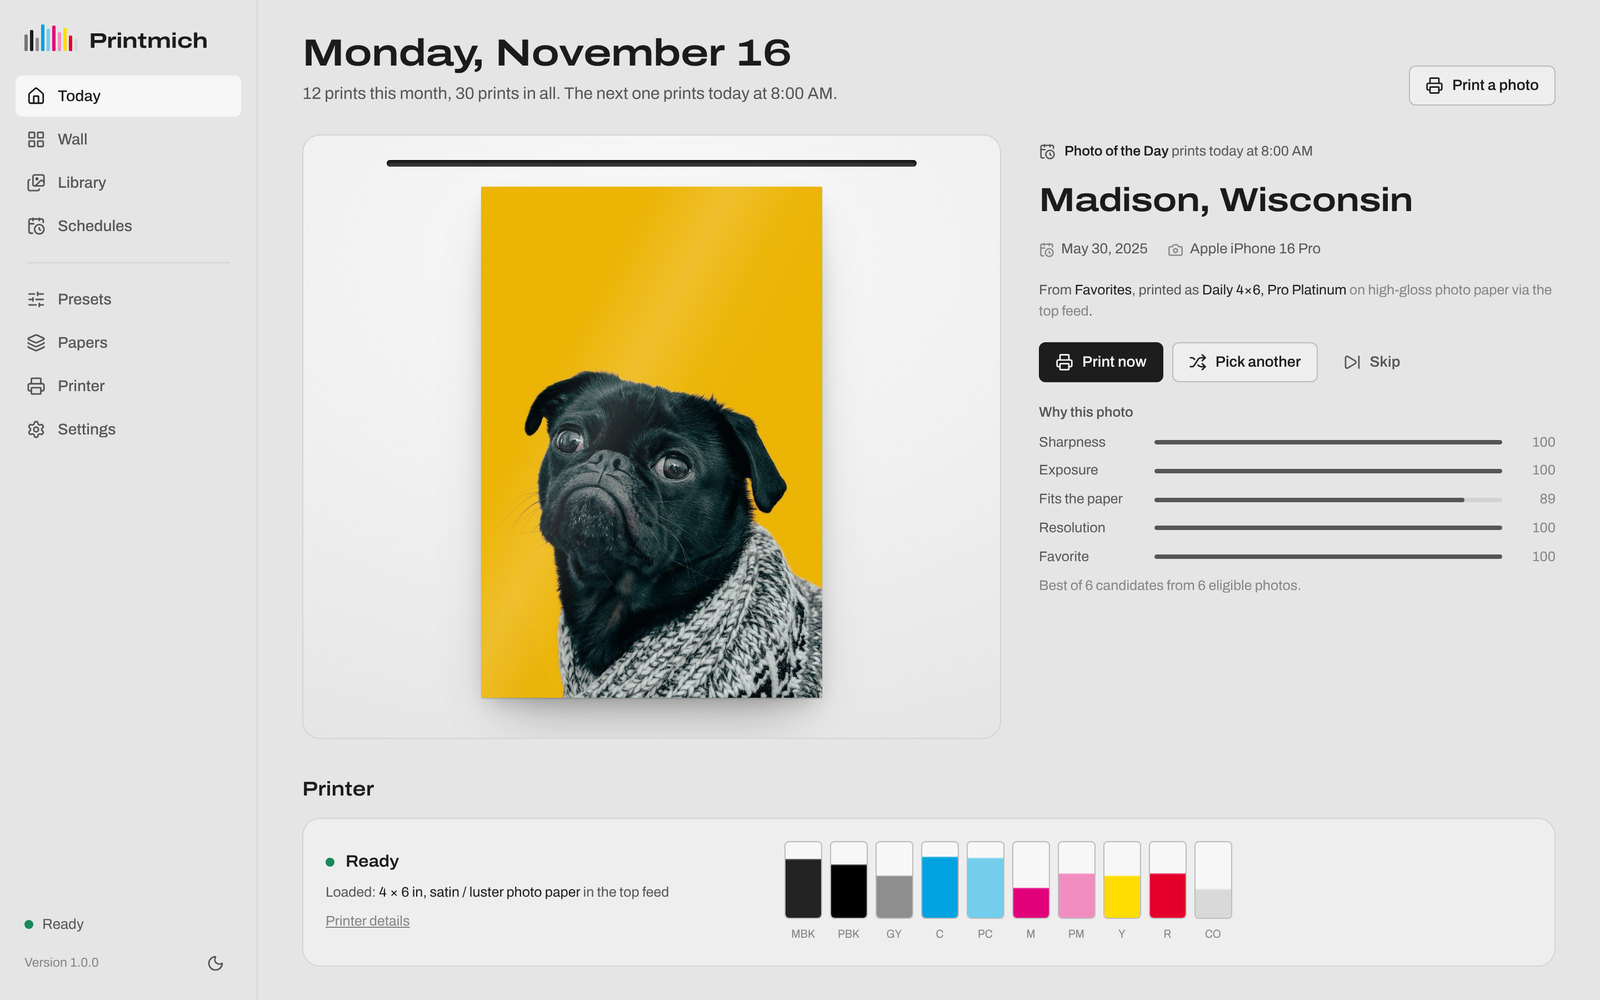 Printmich
Today
Wall
Library
Schedules
Presets
Papers
Printer
Settings
Ready
Version 1.0.0
Monday, November 16
12 prints this month, 30 prints in all. The next one prints today at 8:00 AM.
Print a photo
Photo of the Day prints today at 8:00 AM
Madison, Wisconsin
May 30, 2025 Apple iPhone 16 Pro
From Favorites, printed as Daily 4×6, Pro Platinum on high-gloss photo paper via the
top feed.
Print now Pick another Skip
Why this photo
Sharpness 100
Exposure 100
Fits the paper 89
Resolution 100
Favorite 100
Best of 6 candidates from 6 eligible photos.
Printer
Ready
Loaded: 4 × 6 in, satin / luster photo paper in the top feed
Printer details
MBK PBK GY C PC M PM Y R CO